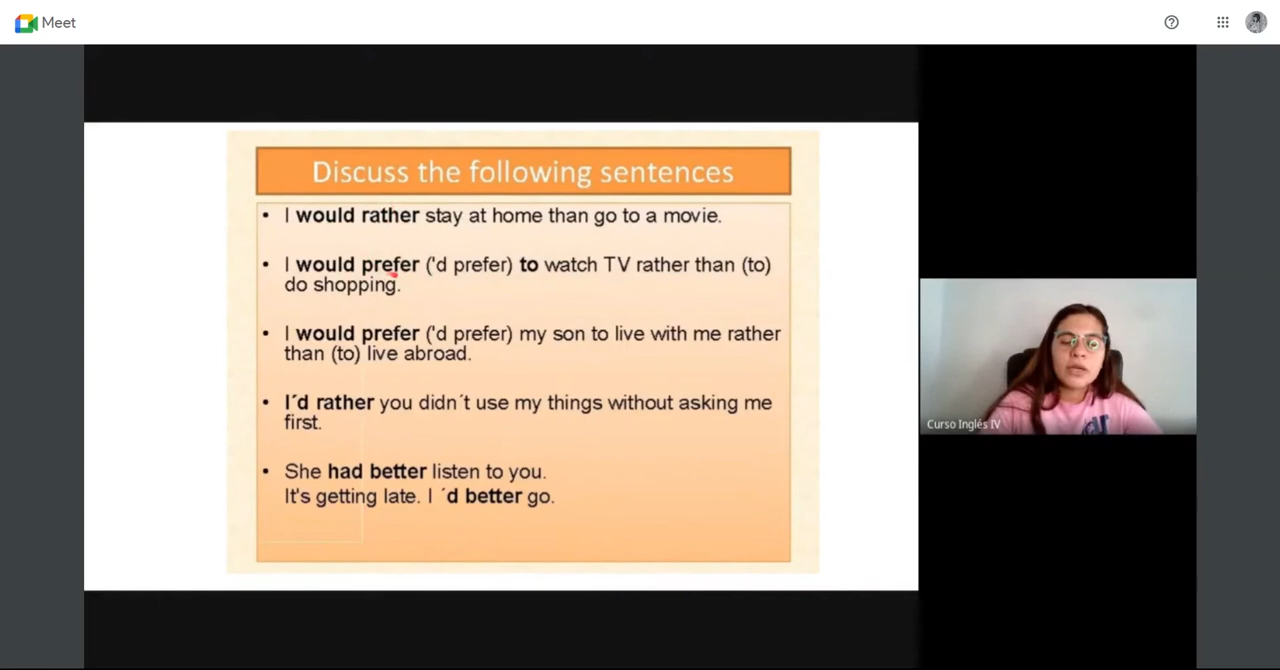 Meet
Discuss the following sentences
• I would rather stay at home than go to a movie.
• I would prefer ('d prefer) to watch TV rather than (to)
do shopping.
• I would prefer ('d prefer) my son to live with me rather
than (to) live abroad.
• I´d rather you didn´t use my things without asking me
first.
• She had better listen to you.
It's getting late. I ´d better go.
Curso Inglés IV